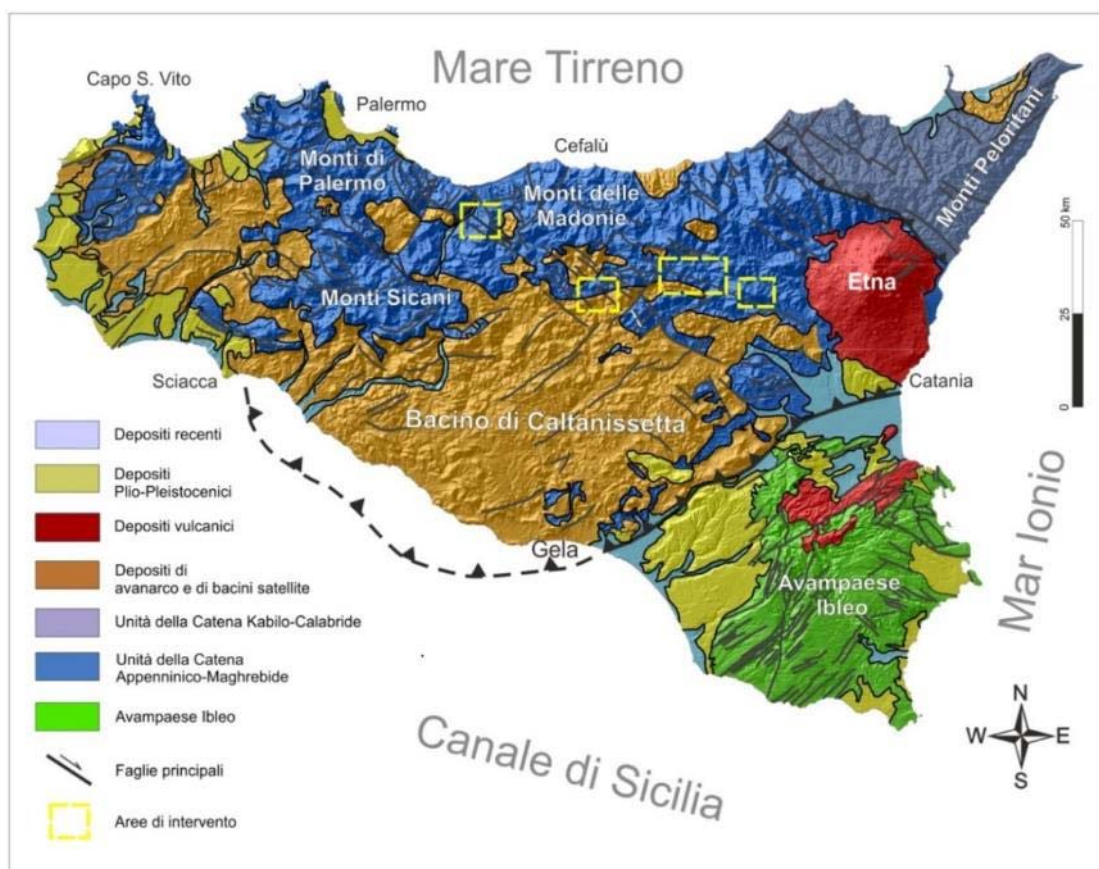 Mare Tirreno
Capo S. Vito
Palermo
Cefalù
Monti di
Palermo
Monti delle
Madonie
Monti Peloritani
Etna
Monti Sicani
Sciacca
Catania
Bacino di Caltanissetta
Gela
Avampaese
Ibleo
Mar Ionio
Canale di Sicilia
50 km
25
0
N
W
E
S
Depositi recenti
Depositi
Plio-Pleistocenici
Depositi vulcanici
Depositi di
avanarco e di bacini satellite
Unità della Catena Kabilo-Calabride
Unità della Catena
Appenninico-Maghrebide
Avampaese Ibleo
Faglie principali
Aree di intervento